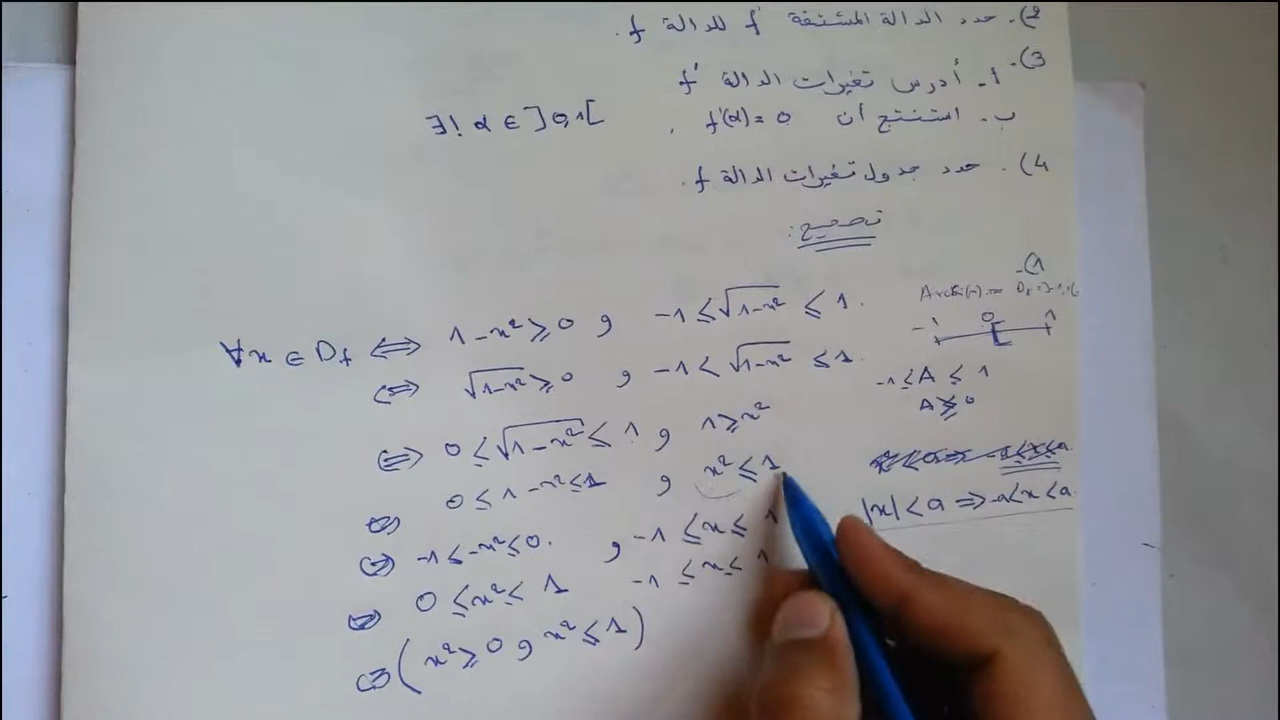 2)- حدد الدالة المشتقة f' للدالة f.
3)-
أ- أدرس تغيرات الدالة f'
ب- استنتج أن f'(α)=0 , ∃! α ∈ ]0,1[
4)- حدد جدول تغيرات الدالة f.
تصحيح:
1)-
∀x ∈ Df ⇔ 1-x² ≥ 0 و -1 ≤ √1-x² ≤ 1.
⇔ √1-x² ≥ 0 و -1 < √1-x² ≤ 1
⇔ 0 ≤ √1-x² ≤ 1 و 1 ≥ x²
⇔ 0 ≤ 1-x² ≤ 1 و x² ≤ 1
⇔ -1 ≤ -x² ≤ 0. و -1 ≤ x ≤ 1
⇔ 0 ≤ x² ≤ 1 -1 ≤ x ≤ 1
⇔ (x² ≥ 0 و x² ≤ 1)
-1 0 1
-1 ≤ A ≤ 1
A ≥ 0
|x| < a ⇒ -a < x < a.